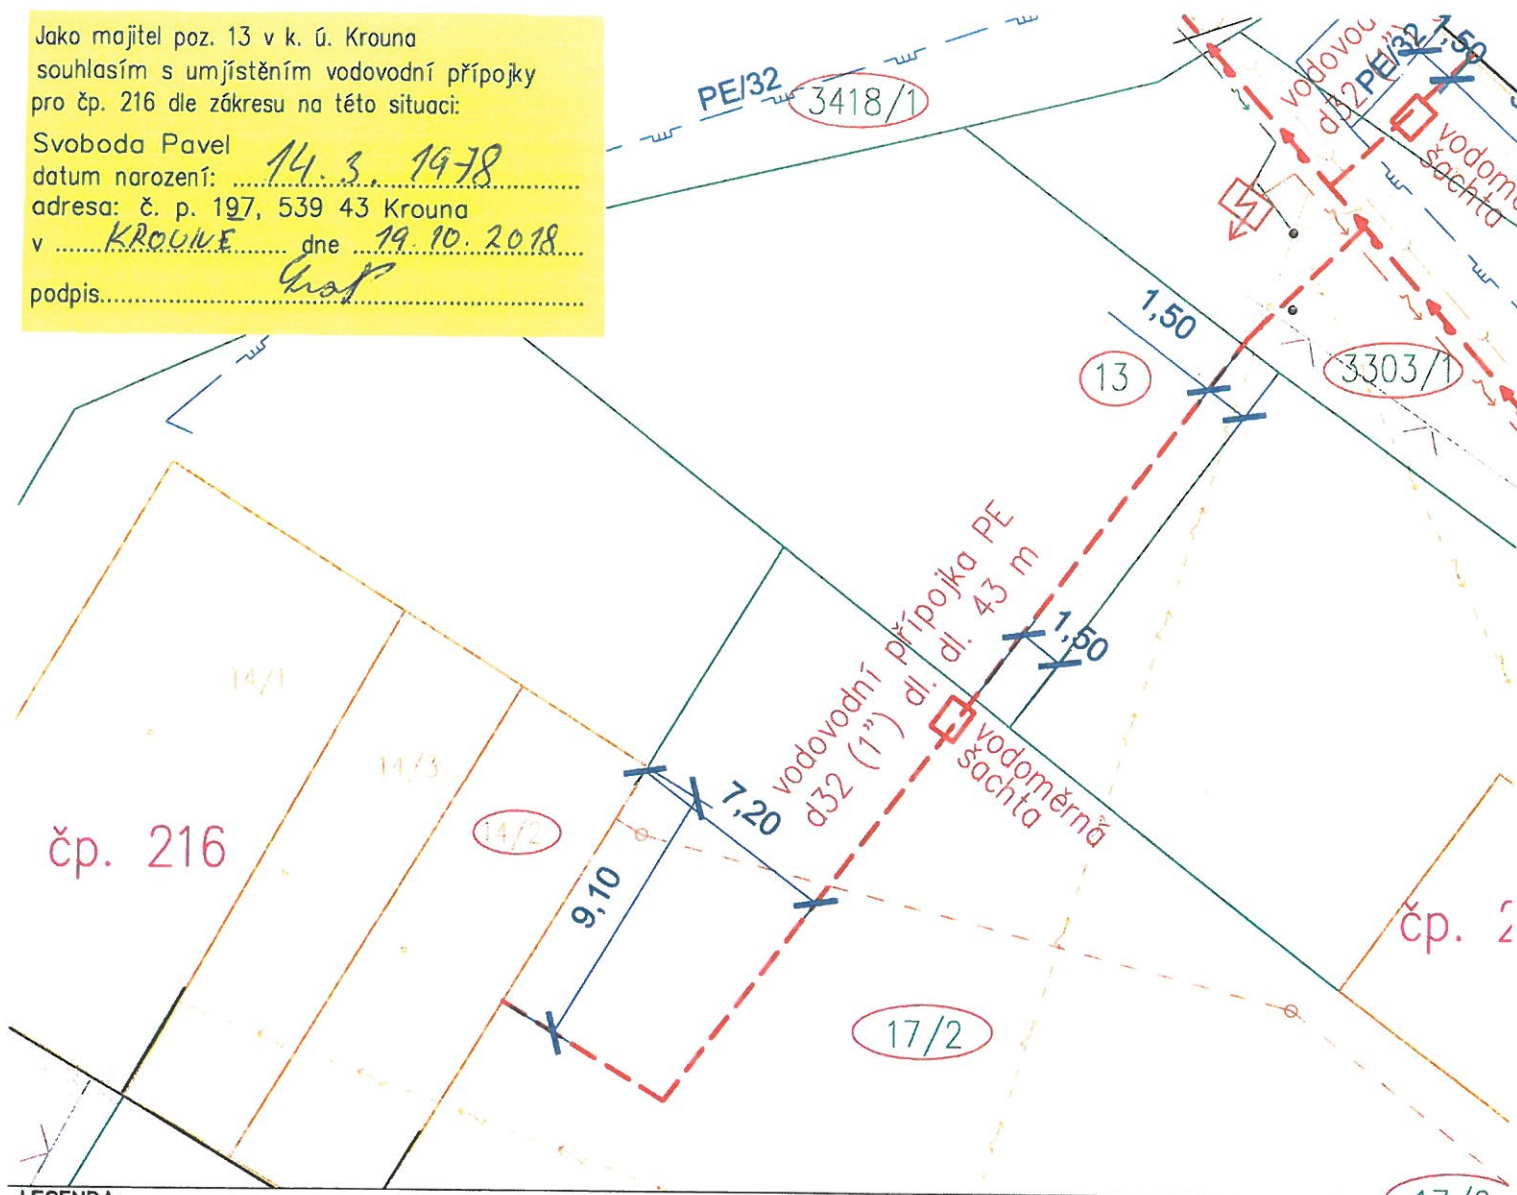 Jako majitel poz. 13 v k. ú. Krouna
souhlasím s umjístěním vodovodní přípojky
pro čp. 216 dle zákresu na této situaci:
Svoboda Pavel
datum narození: 14. 3. 1978
adresa: č. p. 197, 539 43 Krouna
v KROUNĚ dne 19. 10. 2018
podpis
PE/32
3418/1
vodovod
d32 (1")
PE/32
1,50
vodoměrná
šachta
1,50
13
3303/1
vodovodní přípojka PE
d32 (1") dl. dl. 43 m
1,50
vodoměrná
šachta
14/1
14/3
14/2
7,20
9,10
čp. 216
čp. 2
17/2
LEGENDA